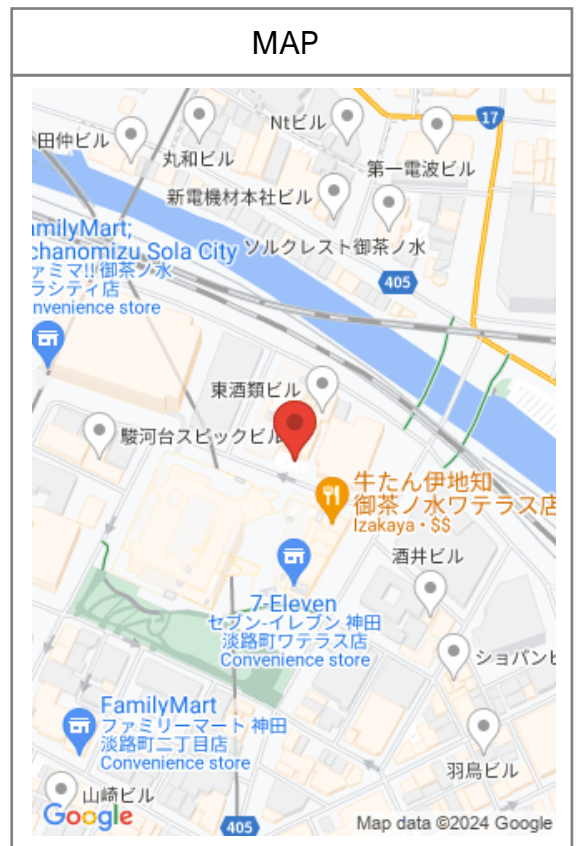 MAP
Ntビル
17
田仲ビル
丸和ビル
第一電波ビル
新電機材本社ビル
amilyMart;
chanomizu Sola City
ァミマ!!御茶ノ水
ラシティ店
nvenience store
ソルクレスト御茶ノ水
405
東酒類ビル
駿河台スピックビル
牛たん伊地知
御茶ノ水ワテラス店
Izakaya・$$
酒井ビル
7-Eleven
セブン-イレブン 神田
淡路町ワテラス店
Convenience store
ショパンビ
FamilyMart
ファミリーマート 神田
淡路町二丁目店
Convenience store
羽鳥ビル
山崎ビル
Google
405
Map data ©2024 Google